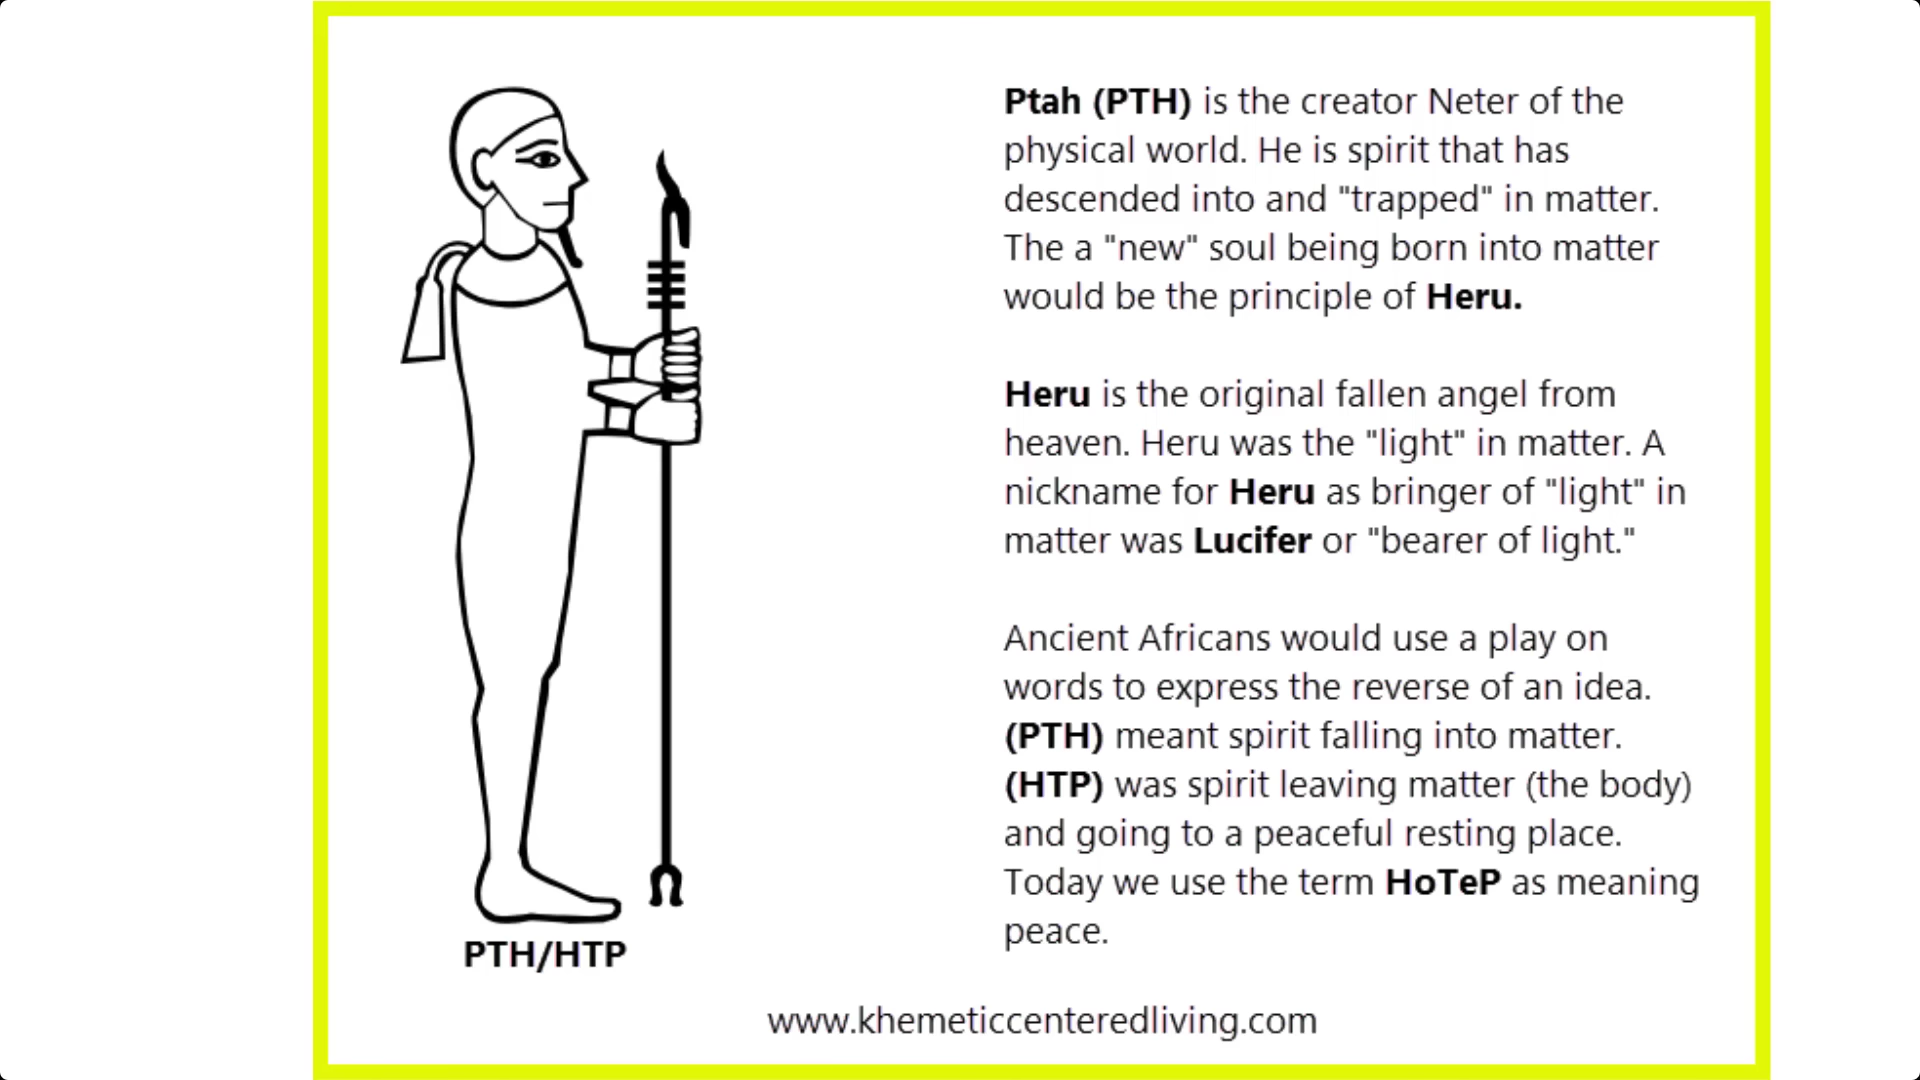 Ptah (PTH) is the creator Neter of the
physical world. He is spirit that has
descended into and "trapped" in matter.
The a "new" soul being born into matter
would be the principle of Heru.
Heru is the original fallen angel from
heaven. Heru was the "light" in matter. A
nickname for Heru as bringer of "light" in
matter was Lucifer or "bearer of light."
Ancient Africans would use a play on
words to express the reverse of an idea.
(PTH) meant spirit falling into matter.
(HTP) was spirit leaving matter (the body)
and going to a peaceful resting place.
Today we use the term HoTeP as meaning
peace.
PTH/HTP
www.khemeticcenteredliving.com